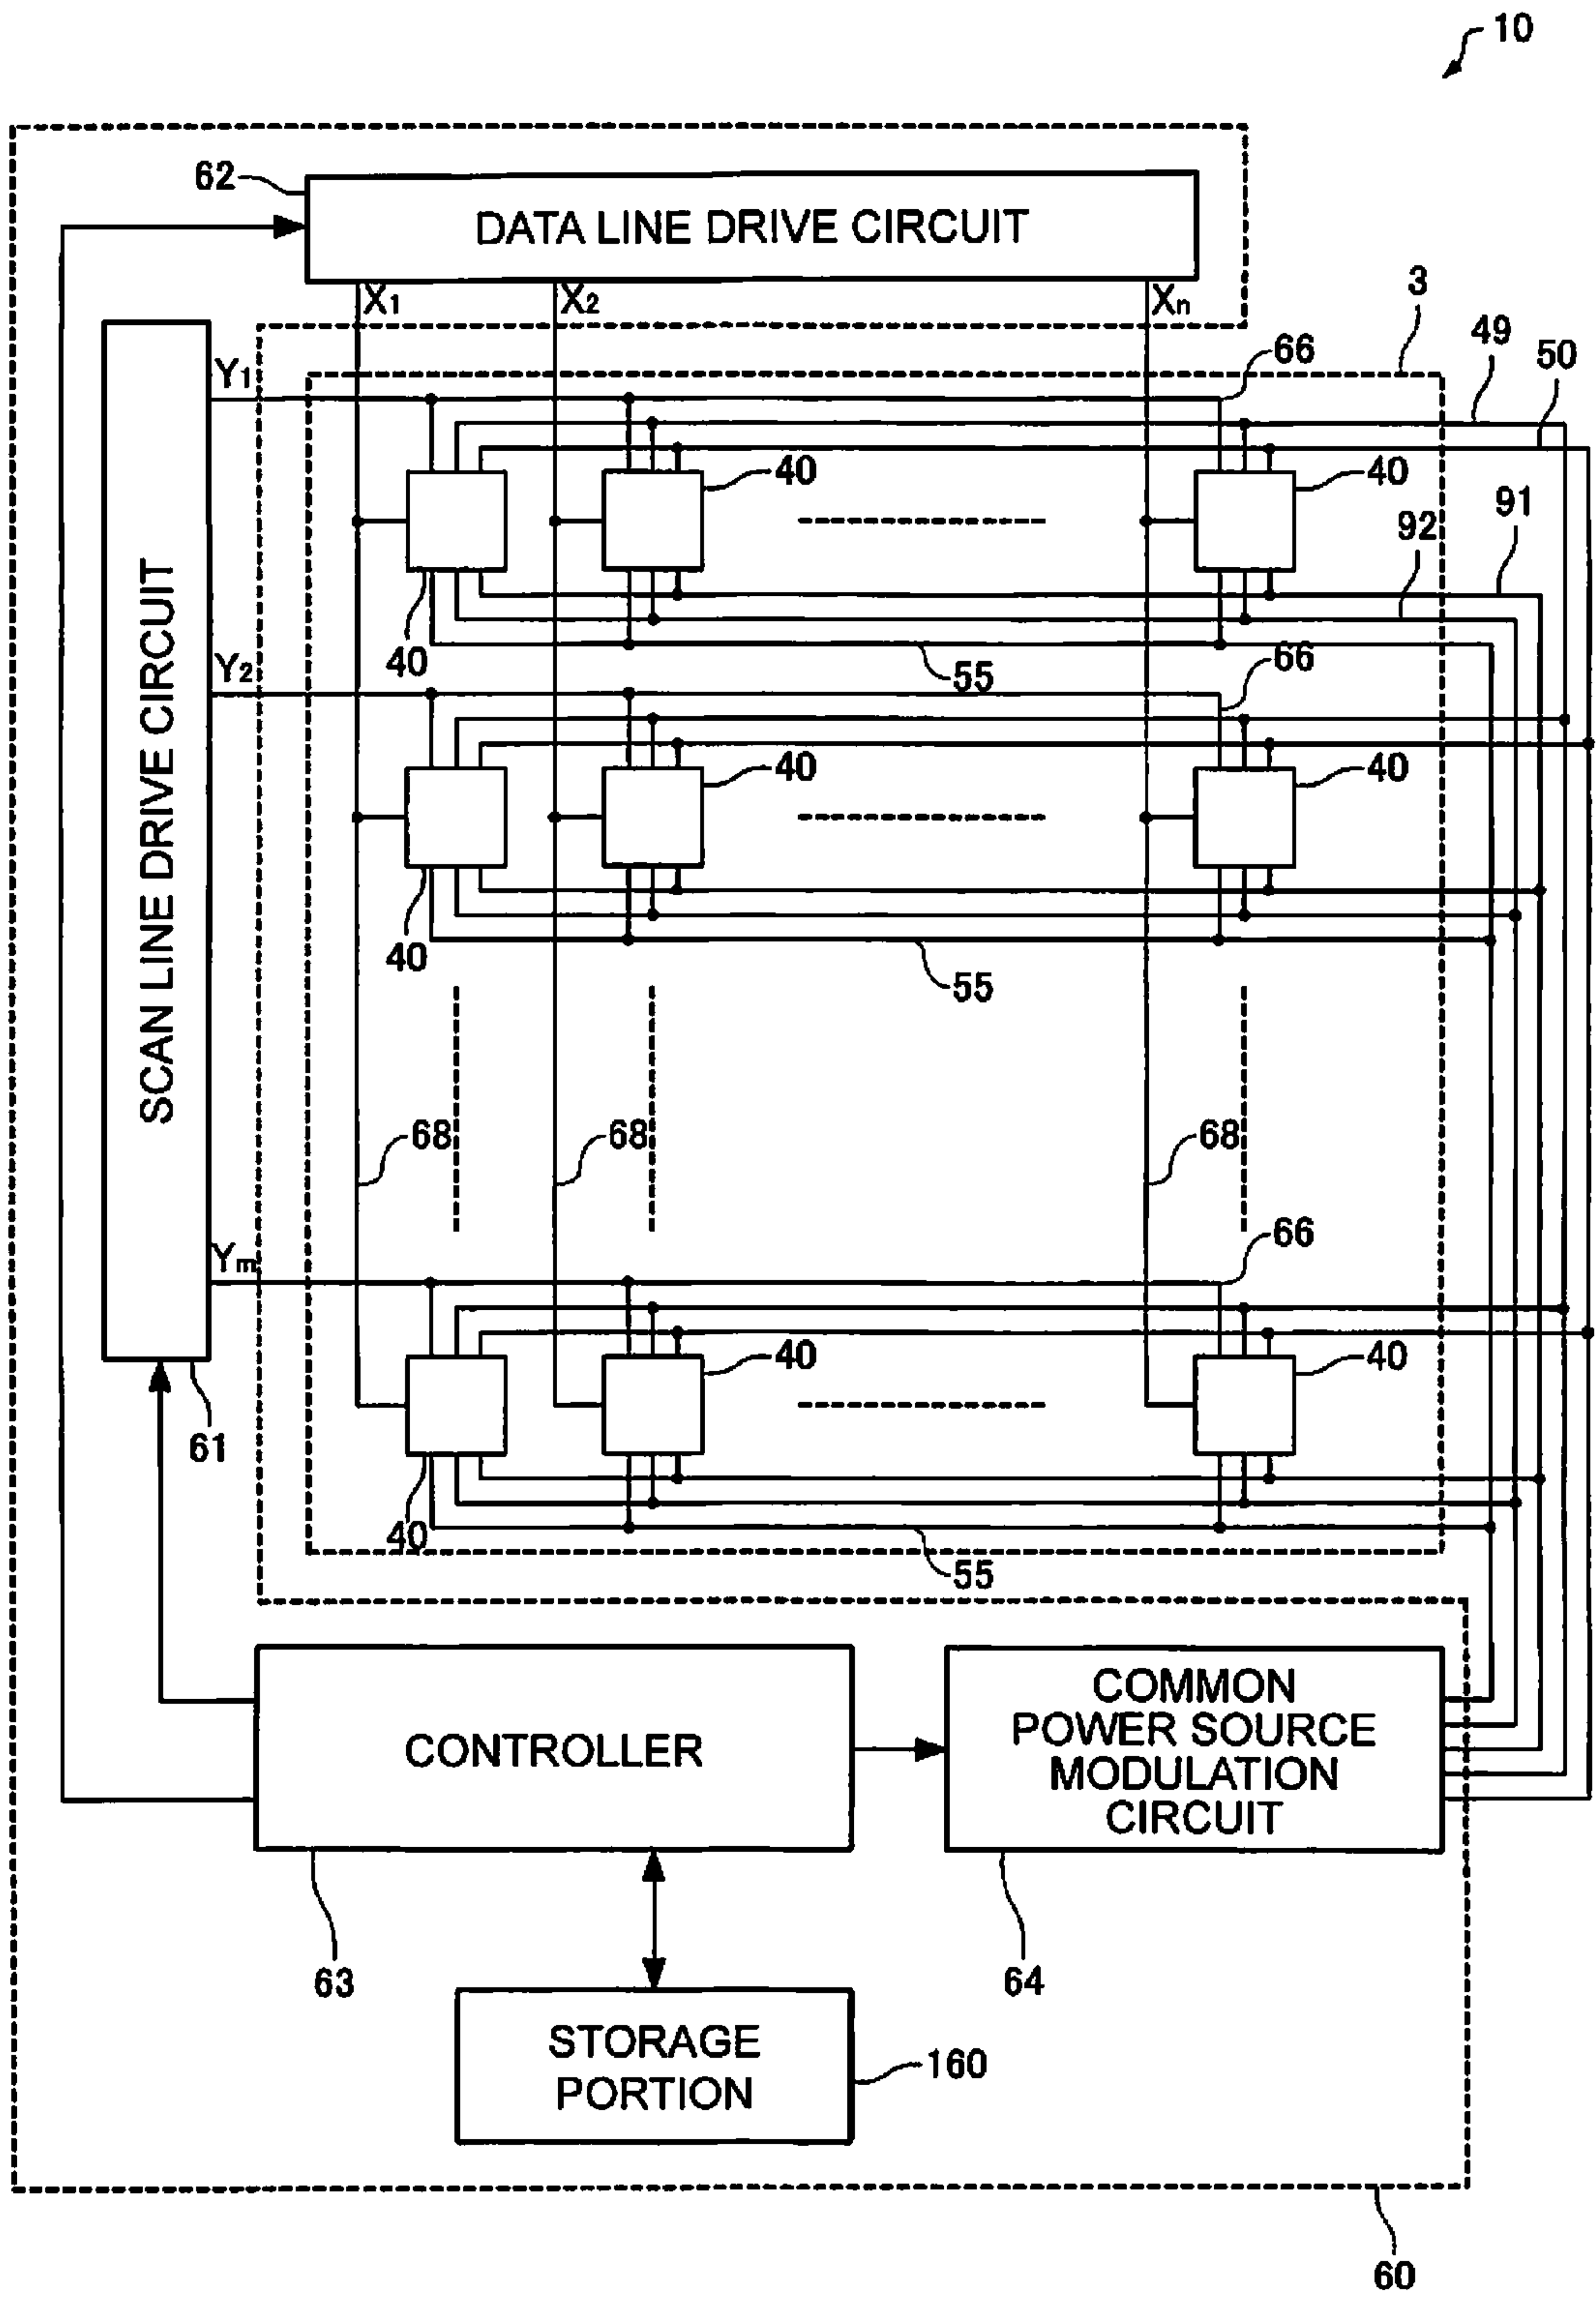 10
62
DATA LINE DRIVE CIRCUIT
X1 X2 Xn
3
49
50
Y1
66
40 40
91
92
SCAN LINE DRIVE CIRCUIT
40
Y2
55
66
40 40
40
55
68 68 68
Ym
66
40 40
61
40
55
CONTROLLER
COMMON
POWER SOURCE
MODULATION
CIRCUIT
63
64
STORAGE
PORTION
160
60